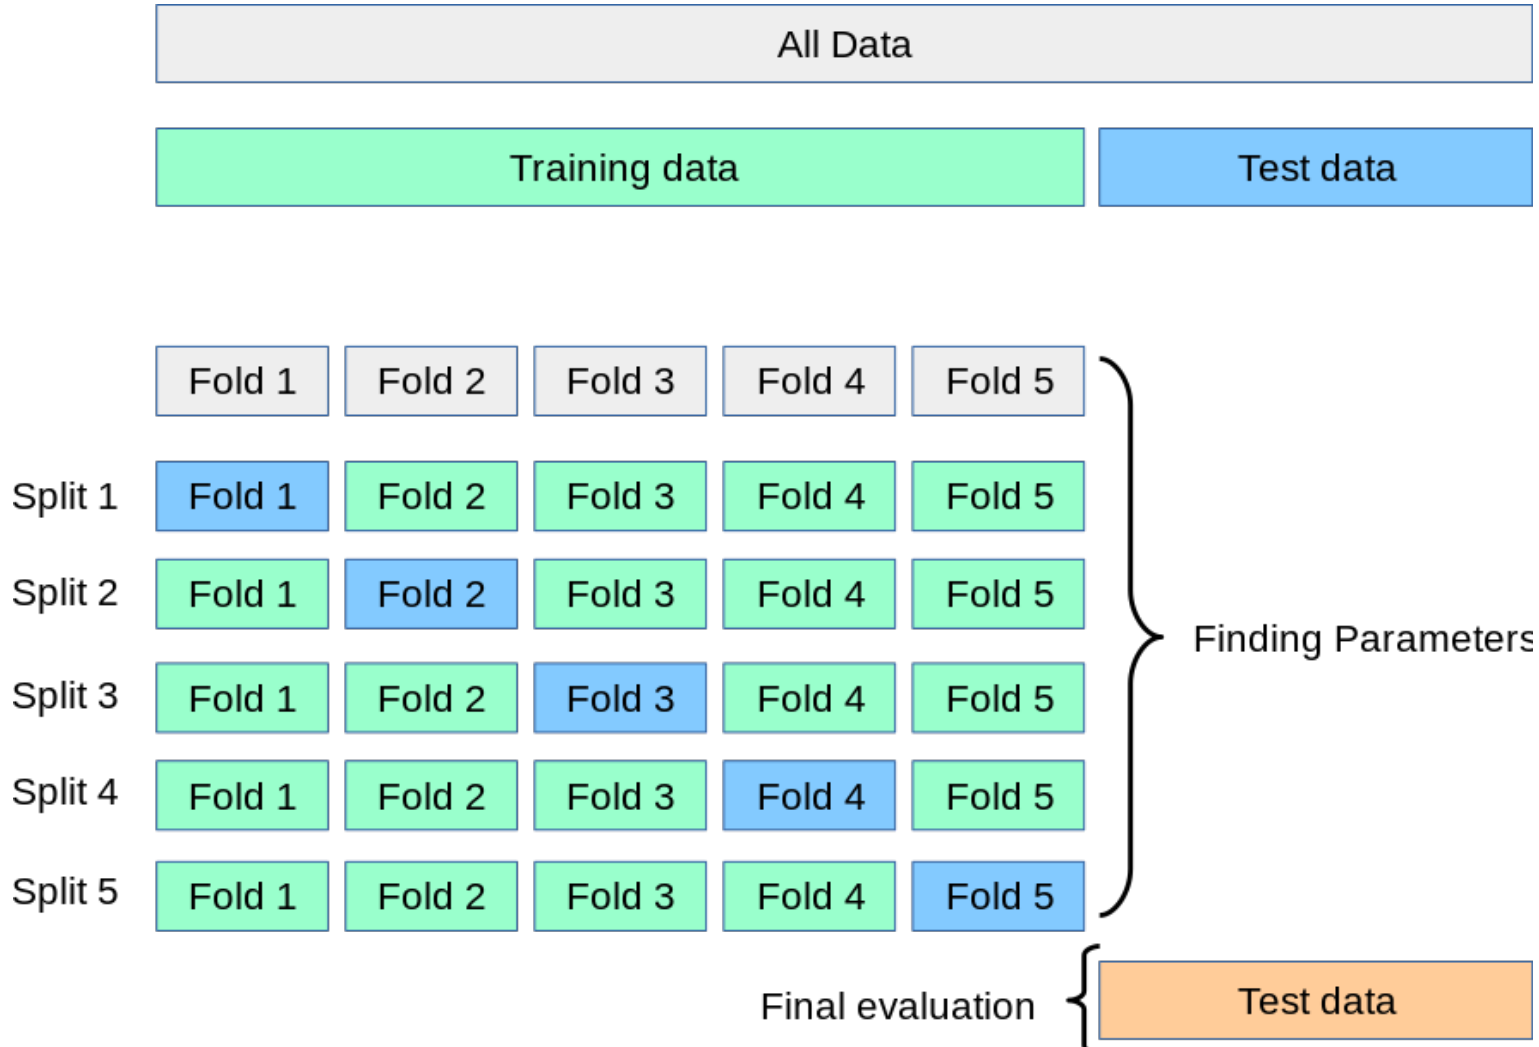 All Data
Training data Test data
Fold 1 Fold 2 Fold 3 Fold 4 Fold 5
Split 1 Fold 1 Fold 2 Fold 3 Fold 4 Fold 5
Split 2 Fold 1 Fold 2 Fold 3 Fold 4 Fold 5
Finding Parameters
Split 3 Fold 1 Fold 2 Fold 3 Fold 4 Fold 5
Split 4 Fold 1 Fold 2 Fold 3 Fold 4 Fold 5
Split 5 Fold 1 Fold 2 Fold 3 Fold 4 Fold 5
Final evaluation Test data